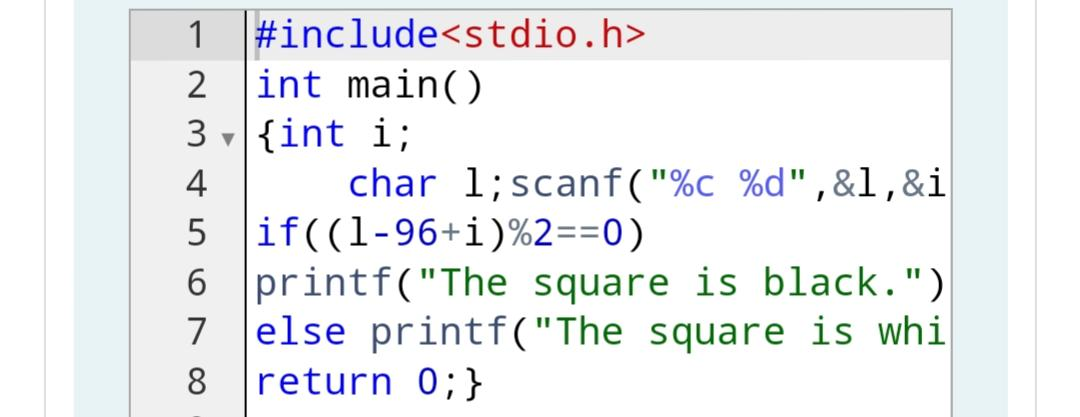 1 #include<stdio.h>
2 int main()
3 {int i;
4 char l;scanf("%c %d",&l,&i
5 if((l-96+i)%2==0)
6 printf("The square is black.")
7 else printf("The square is whi
8 return 0;}